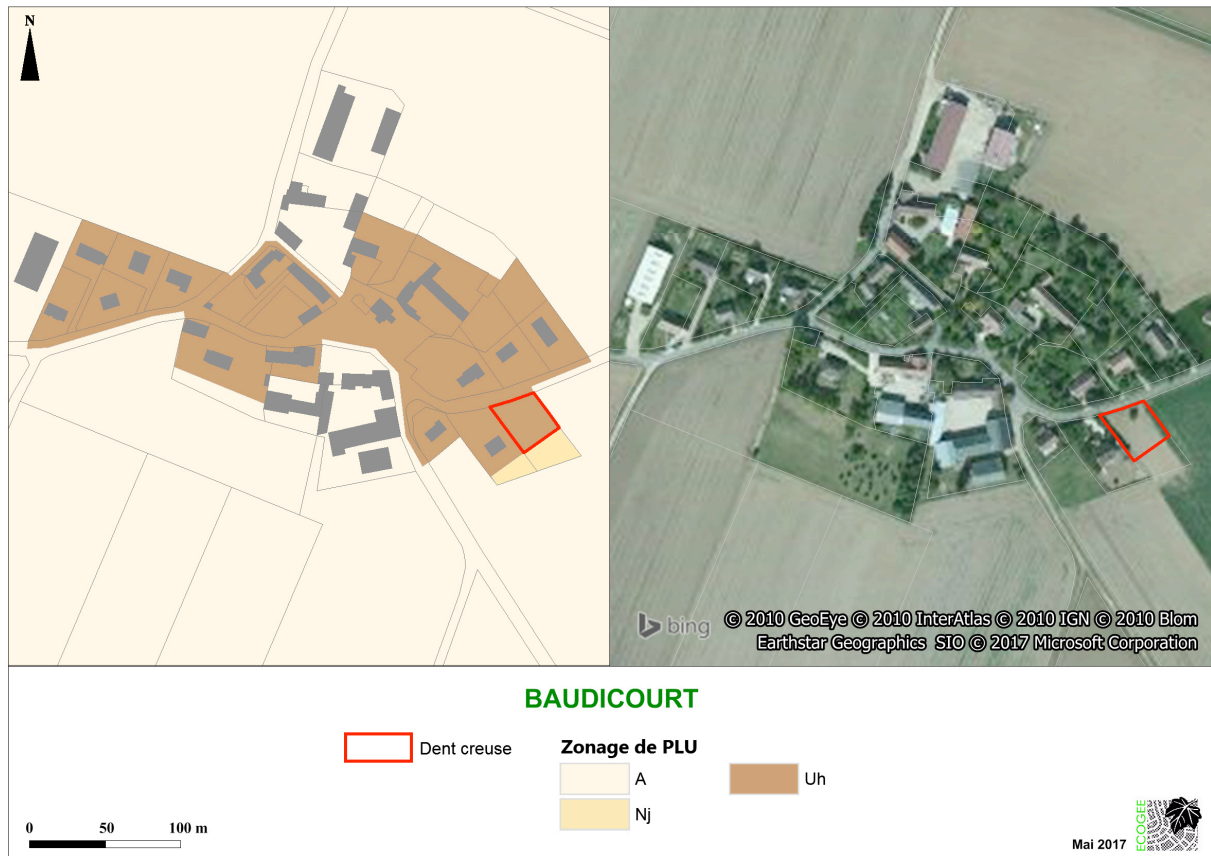 N
bing
© 2010 GeoEye © 2010 InterAtlas © 2010 IGN © 2010 Blom
Earthstar Geographics SIO © 2017 Microsoft Corporation
BAUDICOURT
Dent creuse
Zonage de PLU
A
Uh
Nj
0 50 100 m
Mai 2017
ECOGEE